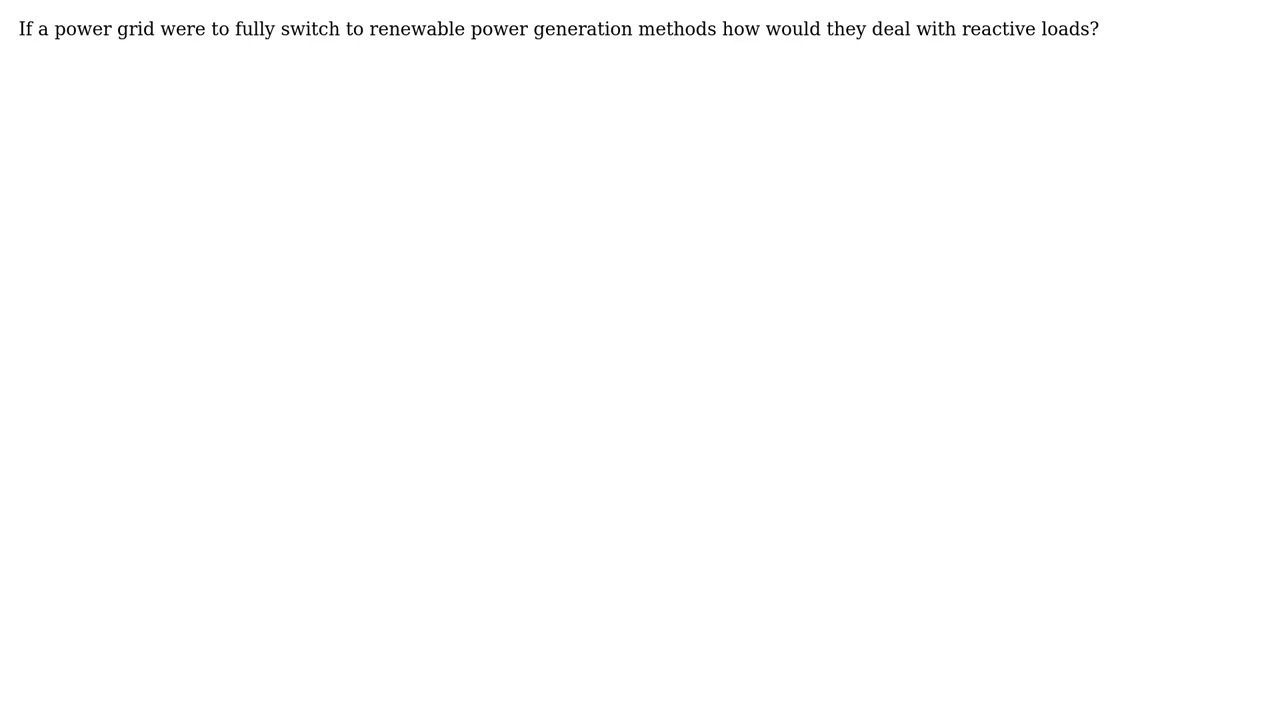 If a power grid were to fully switch to renewable power generation methods how would they deal with reactive loads?